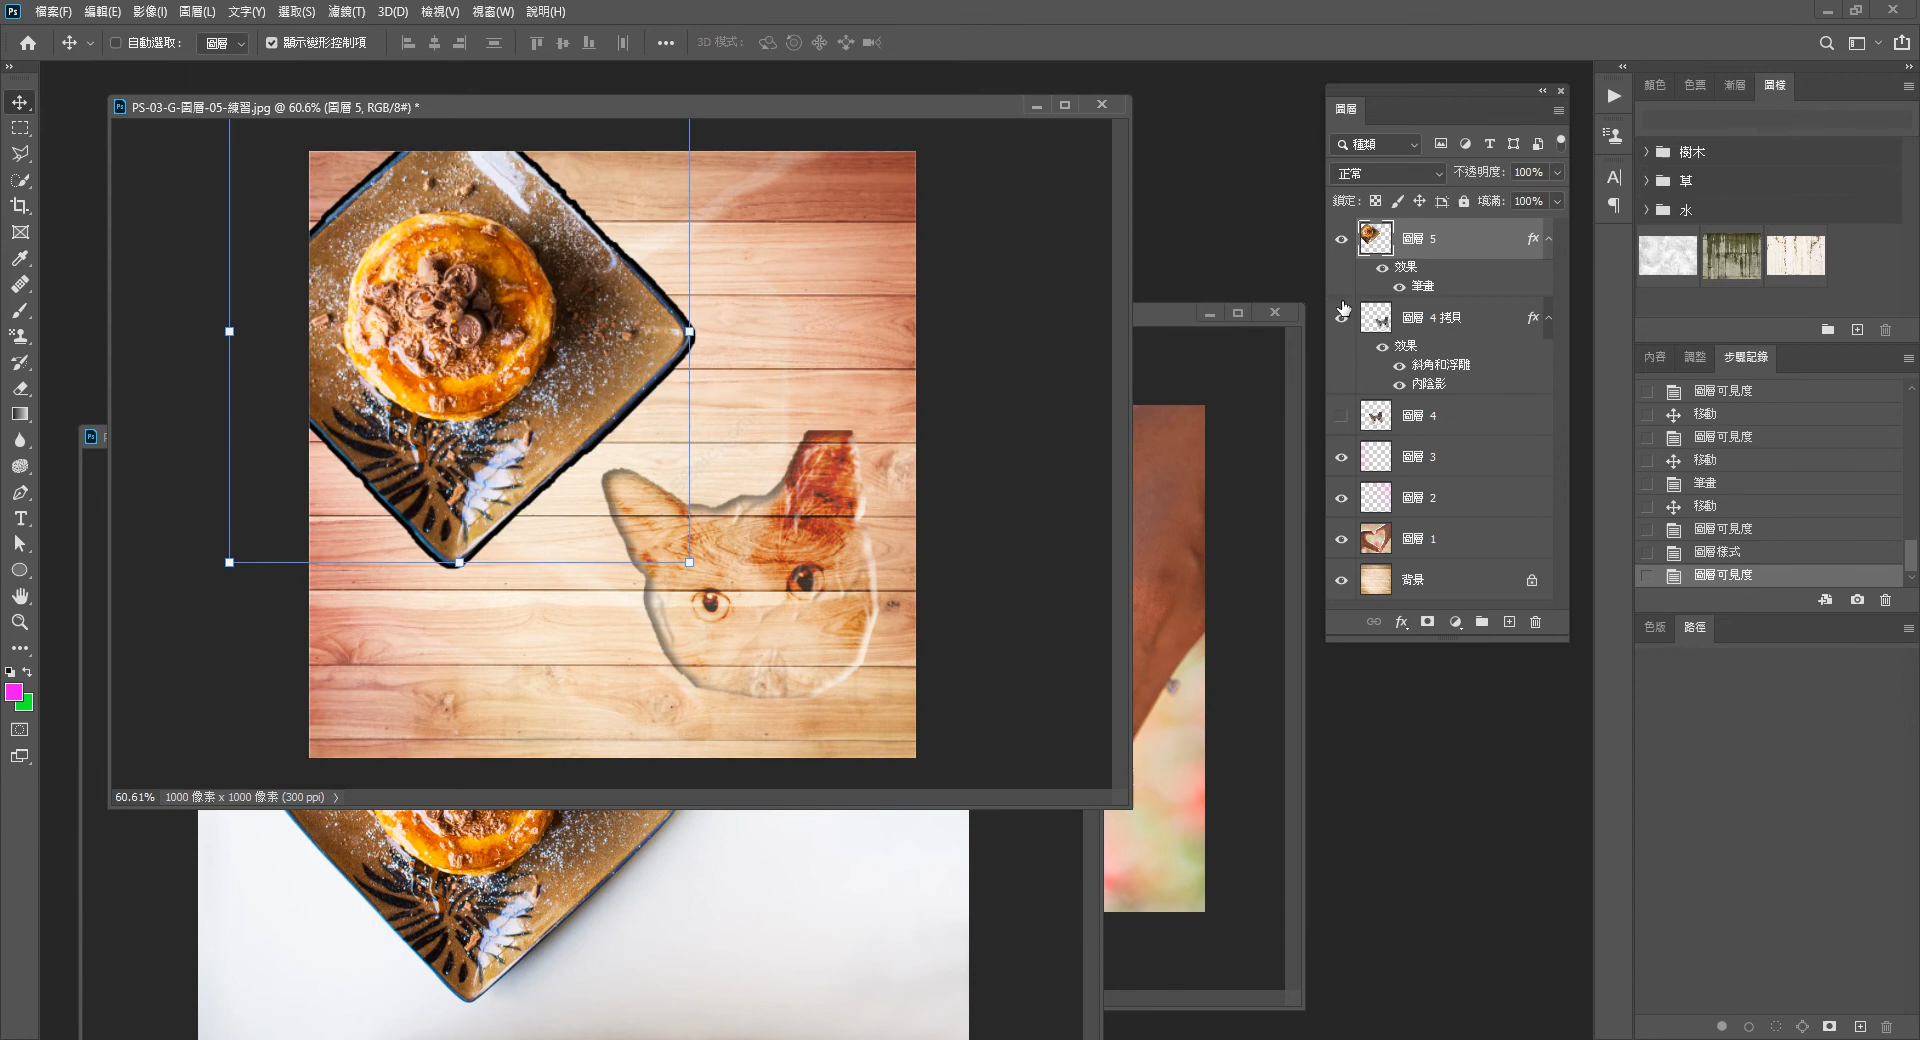 Ps 檔案(F) 編輯(E) 影像(I) 圖層(L) 文字(Y) 選取(S) 濾鏡(T) 3D(D) 檢視(V) 視窗(W) 說明(H)
自動選取： 圖層 顯示變形控制項 3D 模式：
PS-03-G-圖層-05-練習.jpg @ 60.6% (圖層 5, RGB/8#) *
60.61% 1000 像素 x 1000 像素 (300 ppi)
Ps
圖層
種類
正常 不透明度： 100%
鎖定： 填滿： 100%
圖層 5 fx
效果
筆畫
圖層 4 拷貝 fx
效果
斜角和浮雕
內陰影
圖層 4
圖層 3
圖層 2
圖層 1
背景
fx
顏色 色票 漸層 圖樣
樹木
草
水
內容 調整 步驟記錄
圖層可見度
移動
圖層可見度
移動
筆畫
移動
圖層可見度
圖層樣式
圖層可見度
色版 路徑